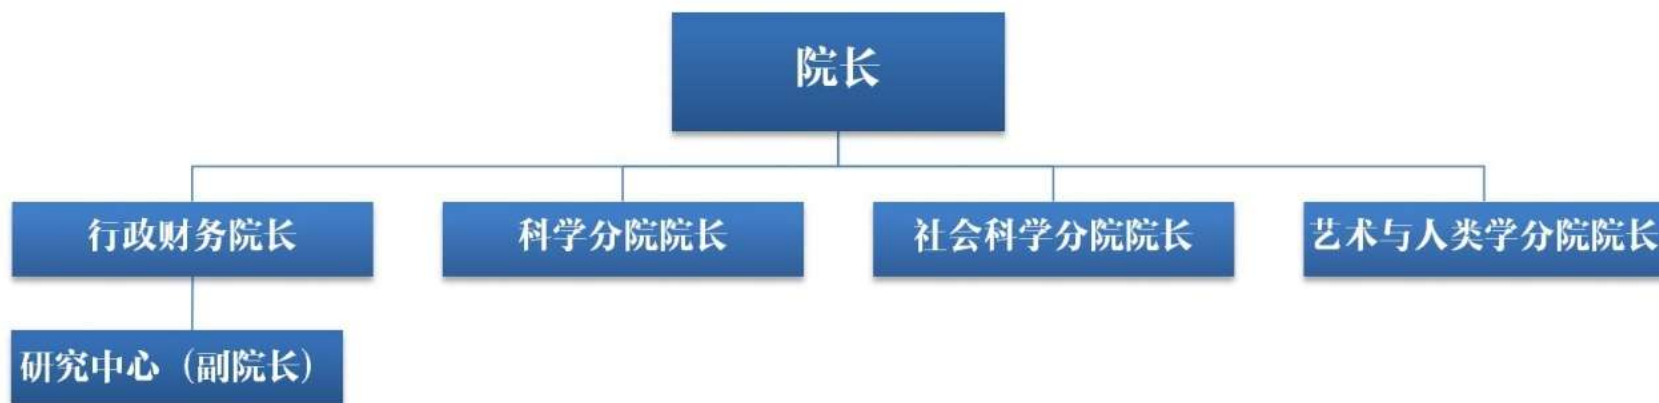 院长
行政财务院长
科学分院院长
社会科学分院院长
艺术与人类学分院院长
研究中心（副院长）